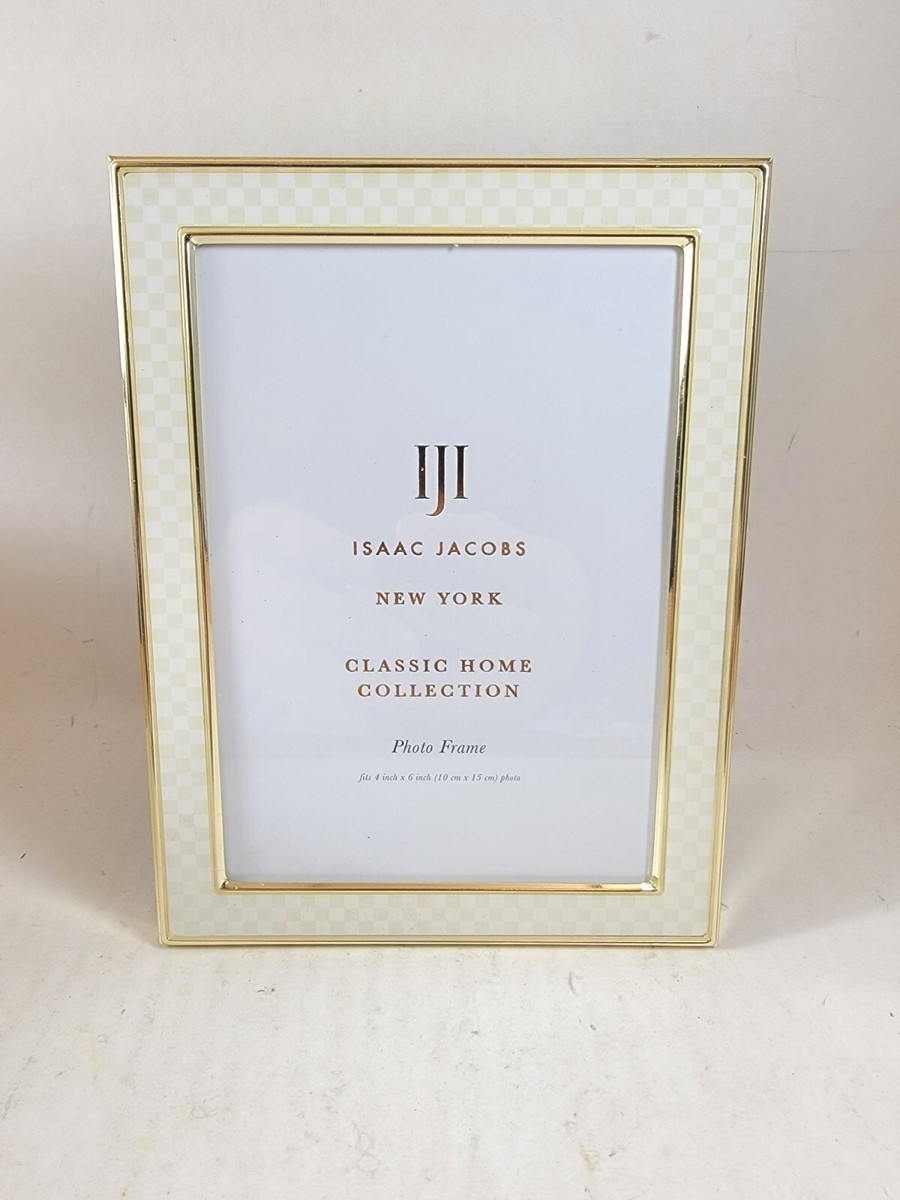 IJI
ISAAC JACOBS
NEW YORK
CLASSIC HOME
COLLECTION
Photo Frame
fits 4 inch x 6 inch (10 cm x 15 cm) photo